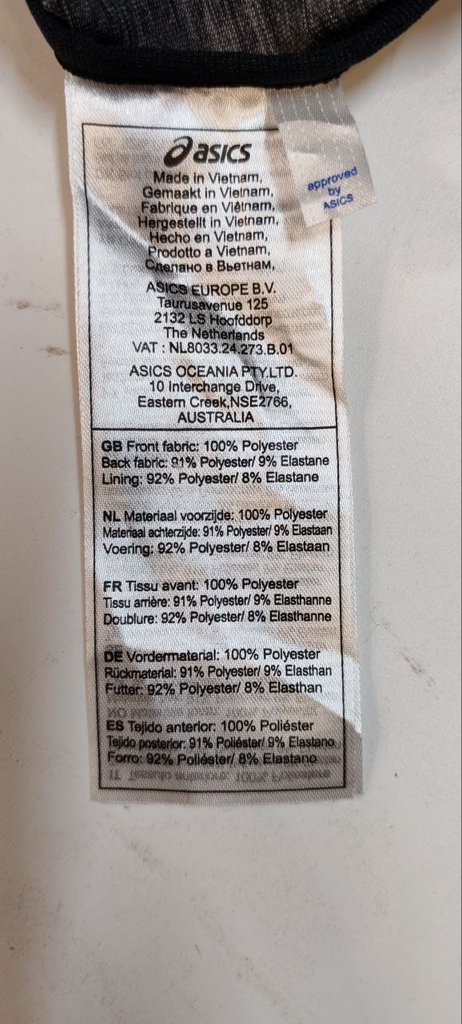 asics
approved
by
ASICS
Made in Vietnam,
Gemaakt in Vietnam,
Fabrique en Viêtnam,
Hergestellt in Vietnam,
Hecho en Vietnam,
Prodotto a Vietnam,
Сделано в Вьетнам,
ASICS EUROPE B.V.
Taurusavenue 125
2132 LS Hoofddorp
The Netherlands
VAT : NL8033.24.273.B.01
ASICS OCEANIA PTY.LTD.
10 Interchange Drive,
Eastern Creek,NSE2766,
AUSTRALIA
GB Front fabric: 100% Polyester
Back fabric: 91% Polyester/ 9% Elastane
Lining: 92% Polyester/ 8% Elastane
NL Materiaal voorzijde: 100% Polyester
Materiaal achterzijde: 91% Polyester/ 9% Elastaan
Voering: 92% Polyester/ 8% Elastaan
FR Tissu avant: 100% Polyester
Tissu arrière: 91% Polyester/ 9% Elasthanne
Doublure: 92% Polyester/ 8% Elasthanne
DE Vordermaterial: 100% Polyester
Rückmaterial: 91% Polyester/ 9% Elasthan
Futter: 92% Polyester/ 8% Elasthan
ES Tejido anterior: 100% Poliéster
Tejido posterior: 91% Poliéster/ 9% Elastano
Forro: 92% Poliéster/ 8% Elastano